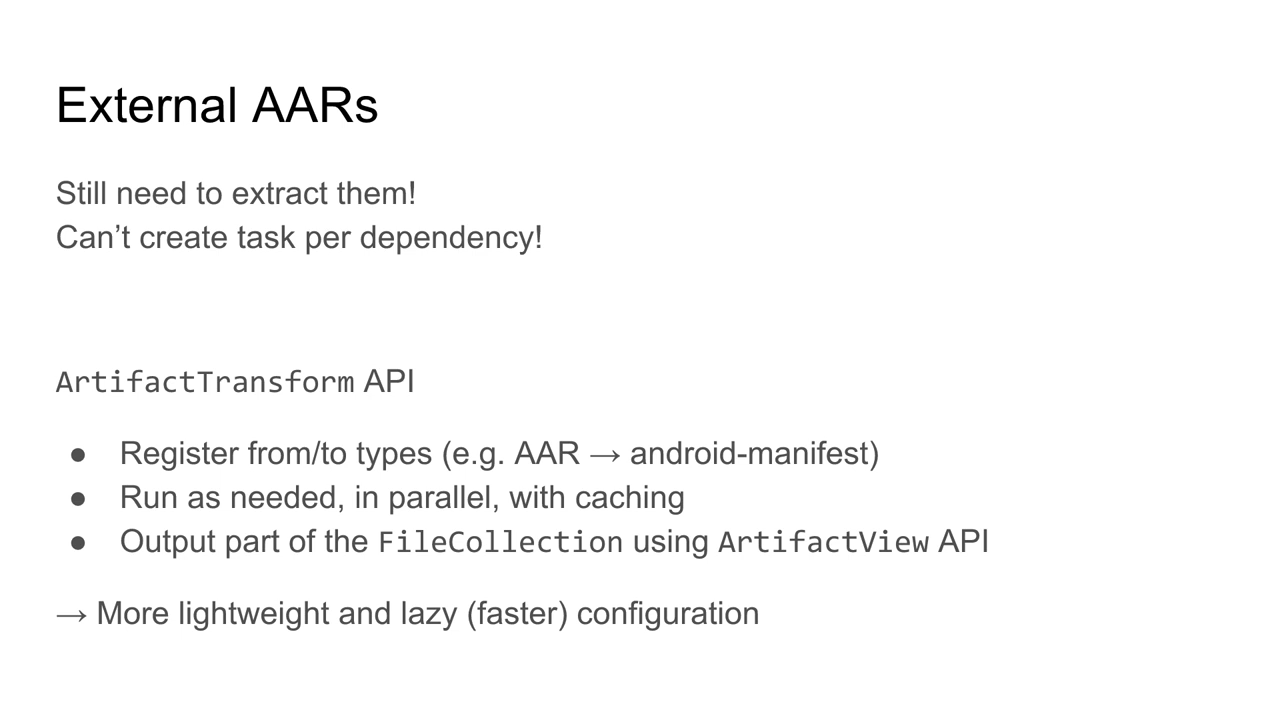 External AARs
Still need to extract them!
Can’t create task per dependency!
ArtifactTransform API
● Register from/to types (e.g. AAR → android-manifest)
● Run as needed, in parallel, with caching
● Output part of the FileCollection using ArtifactView API
→ More lightweight and lazy (faster) configuration